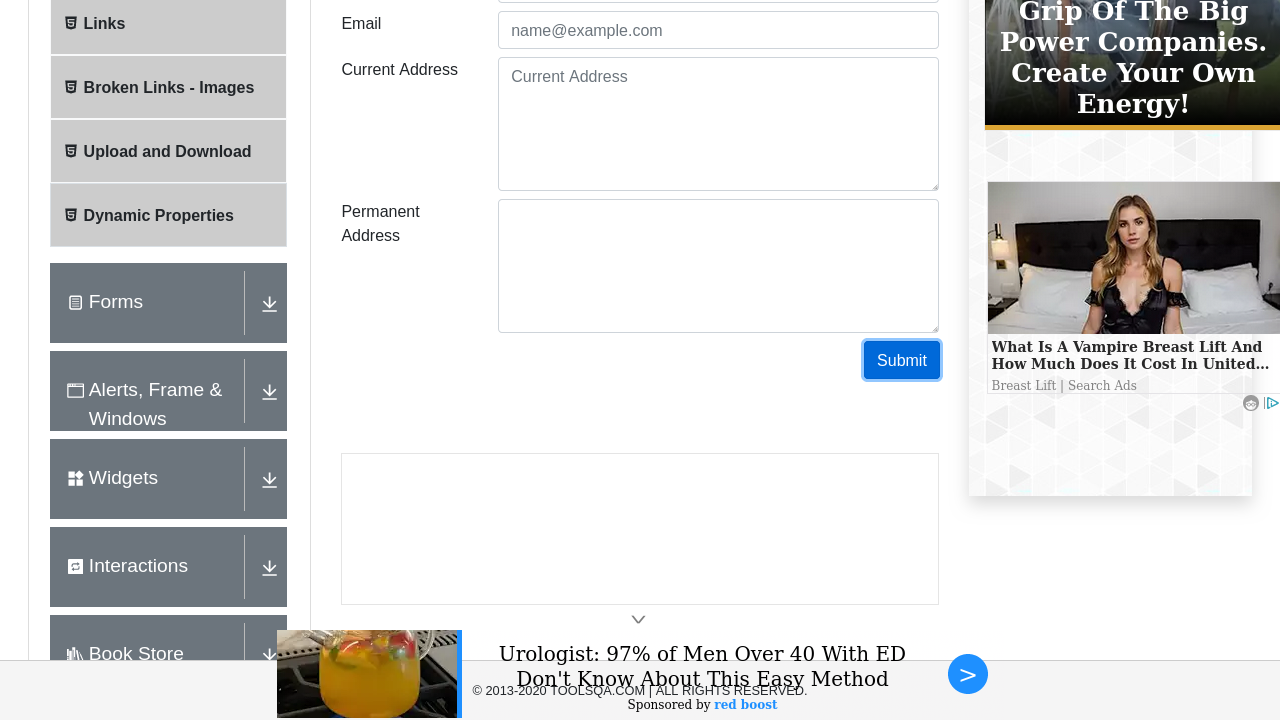 Links
Broken Links - Images
Upload and Download
Dynamic Properties
Forms
Alerts, Frame &
Windows
Widgets
Interactions
Book Store
Email
name@example.com
Current Address
Current Address
Permanent
Address
Submit
Grip Of The Big
Power Companies.
Create Your Own
Energy!
What Is A Vampire Breast Lift And
How Much Does It Cost In United...
Breast Lift | Search Ads
Urologist: 97% of Men Over 40 With ED
Don't Know About This Easy Method
© 2013-2020 TOOLSQA.COM | ALL RIGHTS RESERVED.
Sponsored by red boost